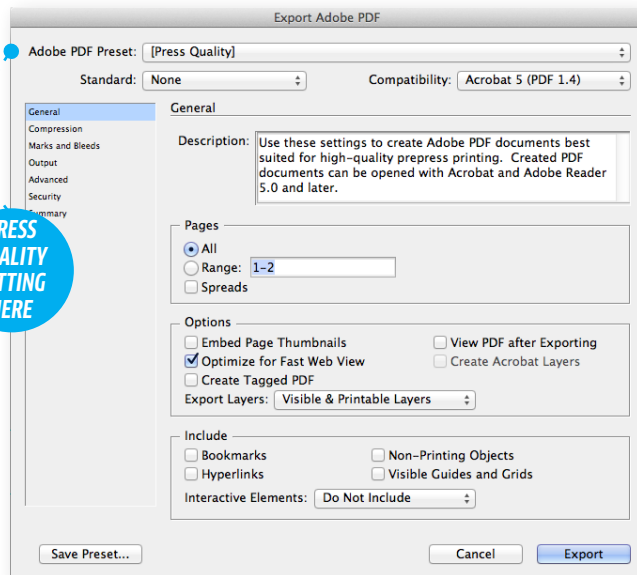 Export Adobe PDF
Adobe PDF Preset: [Press Quality]
Standard: None Compatibility: Acrobat 5 (PDF 1.4)
General
Compression
Marks and Bleeds
Output
Advanced
Security
Summary
RESS
ALITY
TTING
HERE
General
Description: Use these settings to create Adobe PDF documents best
suited for high-quality prepress printing. Created PDF
documents can be opened with Acrobat and Adobe Reader
5.0 and later.
Pages
All
Range: 1-2
Spreads
Options
Embed Page Thumbnails View PDF after Exporting
Optimize for Fast Web View Create Acrobat Layers
Create Tagged PDF
Export Layers: Visible & Printable Layers
Include
Bookmarks Non-Printing Objects
Hyperlinks Visible Guides and Grids
Interactive Elements: Do Not Include
Save Preset... Cancel Export